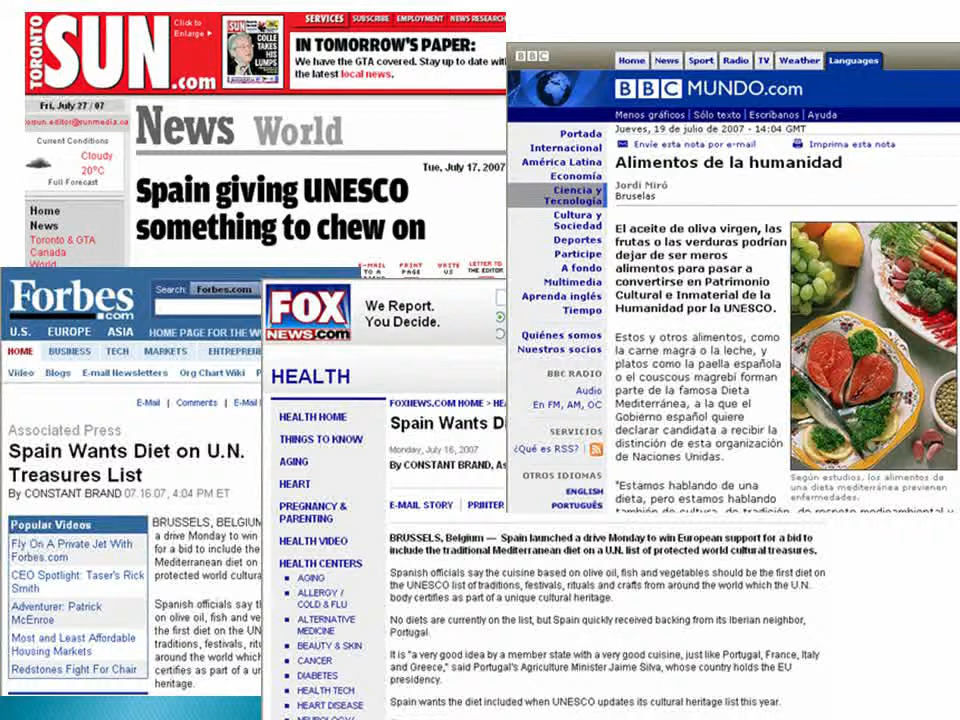 TORONTO
SUN
.com
Click to
Enlarge
COLLE
TAKES
HIS
LUMPS
SERVICES SUBSCRIBE EMPLOYMENT NEWS RESEARCH
IN TOMORROW'S PAPER:
We have the GTA covered. Stay up to date with
the latest local news.
Fri, July 27 / 07
torsun.editor@sunmedia.ca
Current Conditions
Cloudy
20°C
Full Forecast
Home
News
Toronto & GTA
Canada
World
News World
Tue, July 17, 2007
Spain giving UNESCO
something to chew on
E-MAIL PRINT WRITE LETTER TO
TO A PAGE US THE EDITOR
BBC
Home News Sport Radio TV Weather Languages
BBC MUNDO.com
Menos gráficos | Sólo texto | Escríbanos | Ayuda
Jueves, 19 de julio de 2007 - 14:04 GMT
Envíe esta nota por e-mail Imprima esta nota
Portada
Internacional
América Latina
Economía
Ciencia y
Tecnología
Cultura y
Sociedad
Deportes
Participe
A fondo
Multimedia
Aprenda inglés
Tiempo
Quiénes somos
Nuestros socios
BBC RADIO
Audio
En FM, AM, OC
SERVICIOS
¿Qué es RSS?
OTROS IDIOMAS
ENGLISH
PORTUGUÊS
Alimentos de la humanidad
Jordi Miró
Bruselas
El aceite de oliva virgen, las
frutas o las verduras podrían
dejar de ser meros
alimentos para pasar a
convertirse en Patrimonio
Cultural e Inmaterial de la
Humanidad por la UNESCO.
Estos y otros alimentos, como
la carne magra o la leche, y
platos como la paella española
o el couscous magrebí forman
parte de la famosa Dieta
Mediterránea, a la que el
Gobierno español quiere
declarar candidata a recibir la
distinción de esta organización
de Naciones Unidas.
"Estamos hablando de una
dieta, pero estamos hablando
también de cultura, de tradición, de respeto medioambiental y
Según estudios, los alimentos de
una dieta mediterránea previenen
enfermedades.
Forbes
.com
Search: Forbes.com
U.S. EUROPE ASIA HOME PAGE FOR THE W
HOME BUSINESS TECH MARKETS ENTREPRENE
Video Blogs E-mail Newsletters Org Chart Wiki P
E-Mail | Comments | E-Mail
Associated Press
Spain Wants Diet on U.N.
Treasures List
By CONSTANT BRAND 07.16.07, 4:04 PM ET
Popular Videos
Fly On A Private Jet With
Forbes.com
CEO Spotlight: Taser's Rick
Smith
Adventurer: Patrick
McEnroe
Most and Least Affordable
Housing Markets
Redstones Fight For Chair
BRUSSELS, BELGIUM
a drive Monday to win
for a bid to include the
Mediterranean diet on
protected world cultura
Spanish officials say tl
on olive oil, fish and ve
the first diet on the UN
traditions, festivals, ritu
around the world which
certifies as part of a un
heritage.
FOX
NEWS.com
We Report.
You Decide.
HEALTH
HEALTH HOME
THINGS TO KNOW
AGING
HEART
PREGNANCY &
PARENTING
HEALTH VIDEO
HEALTH CENTERS
AGING
ALLERGY /
COLD & FLU
ALTERNATIVE
MEDICINE
BEAUTY & SKIN
CANCER
DIABETES
HEALTH TECH
HEART DISEASE
NEUROLOGY/
FOXNEWS.COM HOME > HEA
Spain Wants Di
Monday, July 16, 2007
By CONSTANT BRAND, As
E-MAIL STORY | PRINTER
BRUSSELS, Belgium — Spain launched a drive Monday to win European support for a bid to
include the traditional Mediterranean diet on a U.N. list of protected world cultural treasures.
Spanish officials say the cuisine based on olive oil, fish and vegetables should be the first diet on
the UNESCO list of traditions, festivals, rituals and crafts from around the world which the U.N.
body certifies as part of a unique cultural heritage.
No diets are currently on the list, but Spain quickly received backing from its Iberian neighbor,
Portugal.
It is "a very good idea by a member state with a very good cuisine, just like Portugal, France, Italy
and Greece," said Portugal's Agriculture Minister Jaime Silva, whose country holds the EU
presidency.
Spain wants the diet included when UNESCO updates its cultural heritage list this year.